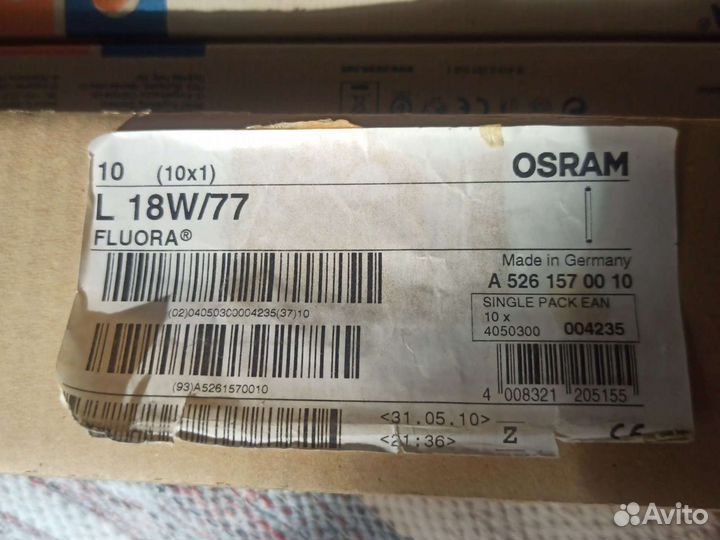 10 (10x1)
OSRAM
L 18W/77
FLUORA®
Made in Germany
A 526 157 00 10
(02)04050300004235(37)10
SINGLE PACK EAN
10 x
4050300 004235
(93)A5261570010
4 008321 205155
<31.05.10>
<21:36> Z
CE
Avito